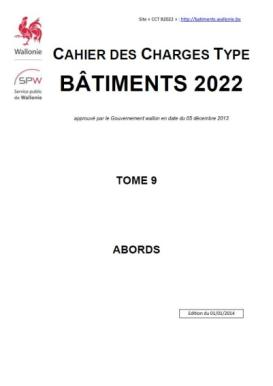 Site « CCT B2022 » : http://batiments.wallonie.be
Wallonie
SPW
Service public
de Wallonie
CAHIER DES CHARGES TYPE
BÂTIMENTS 2022
approuvé par le Gouvernement wallon en date du 05 décembre 2013
TOME 9
ABORDS
Edition du 01/01/2014